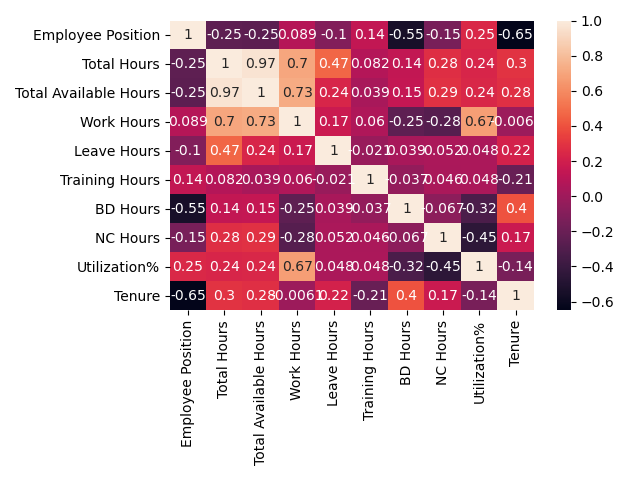 Employee Position 1 -0.25 -0.25 0.089 -0.1 0.14 -0.55 -0.15 0.25 -0.65
Total Hours -0.25 1 0.97 0.7 0.47 0.082 0.14 0.28 0.24 0.3
Total Available Hours -0.25 0.97 1 0.73 0.24 0.039 0.15 0.29 0.24 0.28
Work Hours 0.089 0.7 0.73 1 0.17 0.06 -0.25 -0.28 0.67
Leave Hours -0.1 0.47 0.24 0.17 1 -0.021 0.039 0.052 0.048 0.22
Training Hours 0.14 0.082 0.039 0.06 -0.021 1 -0.037 0.046 0.048 -0.21
BD Hours -0.55 0.14 0.15 -0.25 0.039 -0.037 1 -0.067 -0.32 0.4
NC Hours -0.15 0.28 0.29 -0.28 0.052 0.046 -0.067 1 -0.45 0.17
Utilization% 0.25 0.24 0.24 0.67 0.048 0.048 -0.32 -0.45 1 -0.14
Tenure -0.65 0.3 0.28 -0.0061 0.22 -0.21 0.4 0.17 -0.14 1
Employee Position
Total Hours
Total Available Hours
Work Hours
Leave Hours
Training Hours
BD Hours
NC Hours
Utilization%
Tenure
1.0
0.8
0.6
0.4
0.2
0.0
-0.2
-0.4
-0.6